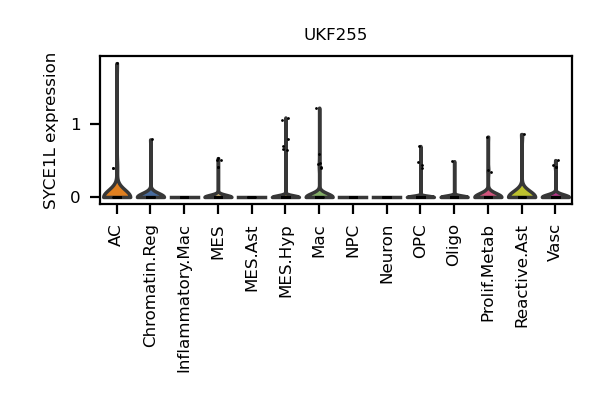 UKF255
SYCE1L expression
1
0
AC
Chromatin.Reg
Inflammatory.Mac
MES
MES.Ast
MES.Hyp
Mac
NPC
Neuron
OPC
Oligo
Prolif.Metab
Reactive.Ast
Vasc